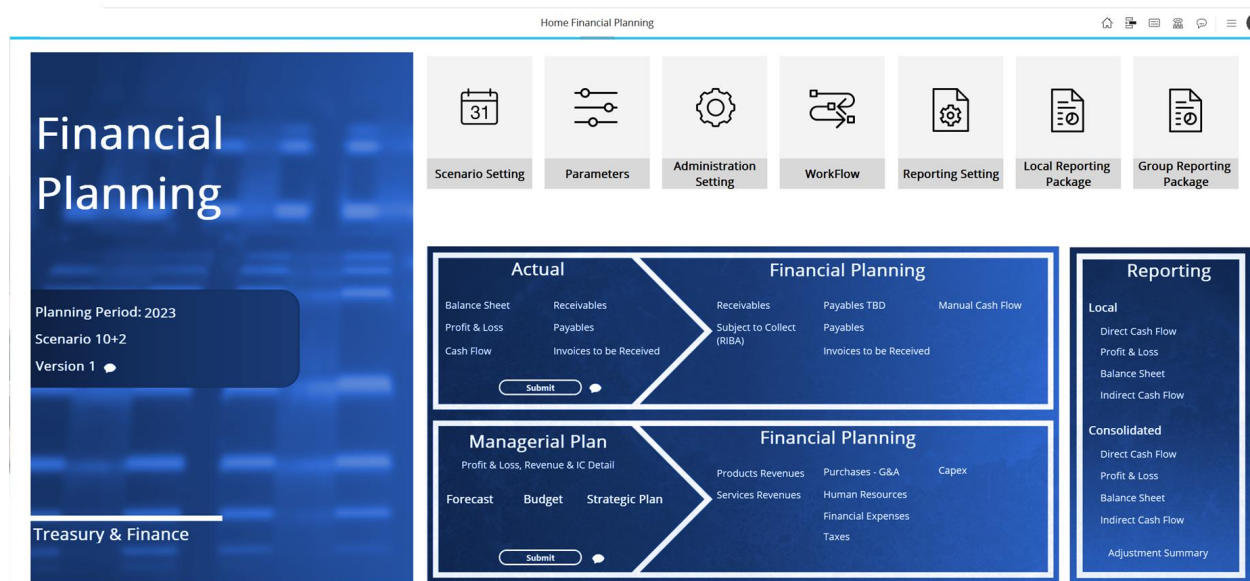 Home Financial Planning
Financial
Planning
Planning Period: 2023
Scenario 10+2
Version 1
Treasury & Finance
31
Scenario Setting
Parameters
Administration
Setting
WorkFlow
Reporting Setting
Local Reporting
Package
Group Reporting
Package
Actual
Balance Sheet
Profit & Loss
Cash Flow
Receivables
Payables
Invoices to be Received
Submit
Financial Planning
Receivables
Subject to Collect
(RIBA)
Payables TBD
Payables
Invoices to be Received
Manual Cash Flow
Managerial Plan
Profit & Loss, Revenue & IC Detail
Forecast
Budget
Strategic Plan
Submit
Financial Planning
Products Revenues
Services Revenues
Purchases - G&A
Human Resources
Financial Expenses
Taxes
Capex
Reporting
Local
Direct Cash Flow
Profit & Loss
Balance Sheet
Indirect Cash Flow
Consolidated
Direct Cash Flow
Profit & Loss
Balance Sheet
Indirect Cash Flow
Adjustment Summary